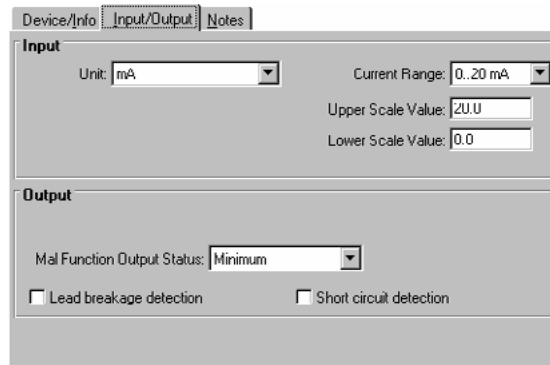 Device/Info Input/Output Notes
Input
Unit: mA Current Range: 0..20 mA
Upper Scale Value: 20.0
Lower Scale Value: 0.0
Output
Mal Function Output Status: Minimum
Lead breakage detection Short circuit detection